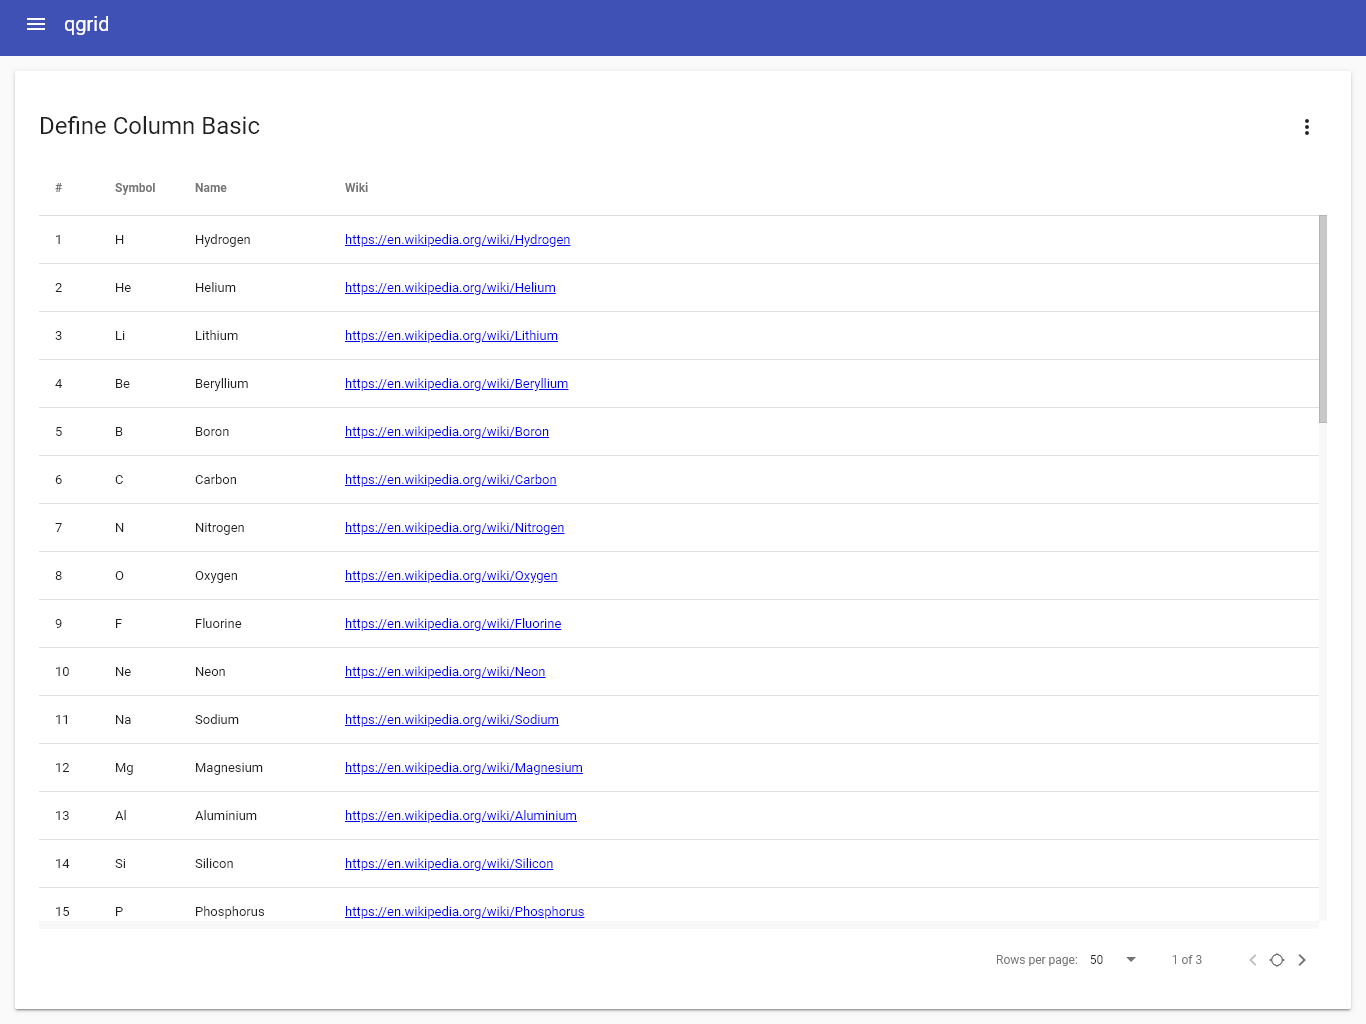 qgrid
Define Column Basic
# Symbol Name Wiki
1 H Hydrogen https://en.wikipedia.org/wiki/Hydrogen
2 He Helium https://en.wikipedia.org/wiki/Helium
3 Li Lithium https://en.wikipedia.org/wiki/Lithium
4 Be Beryllium https://en.wikipedia.org/wiki/Beryllium
5 B Boron https://en.wikipedia.org/wiki/Boron
6 C Carbon https://en.wikipedia.org/wiki/Carbon
7 N Nitrogen https://en.wikipedia.org/wiki/Nitrogen
8 O Oxygen https://en.wikipedia.org/wiki/Oxygen
9 F Fluorine https://en.wikipedia.org/wiki/Fluorine
10 Ne Neon https://en.wikipedia.org/wiki/Neon
11 Na Sodium https://en.wikipedia.org/wiki/Sodium
12 Mg Magnesium https://en.wikipedia.org/wiki/Magnesium
13 Al Aluminium https://en.wikipedia.org/wiki/Aluminium
14 Si Silicon https://en.wikipedia.org/wiki/Silicon
15 P Phosphorus https://en.wikipedia.org/wiki/Phosphorus
Rows per page: 50 1 of 3